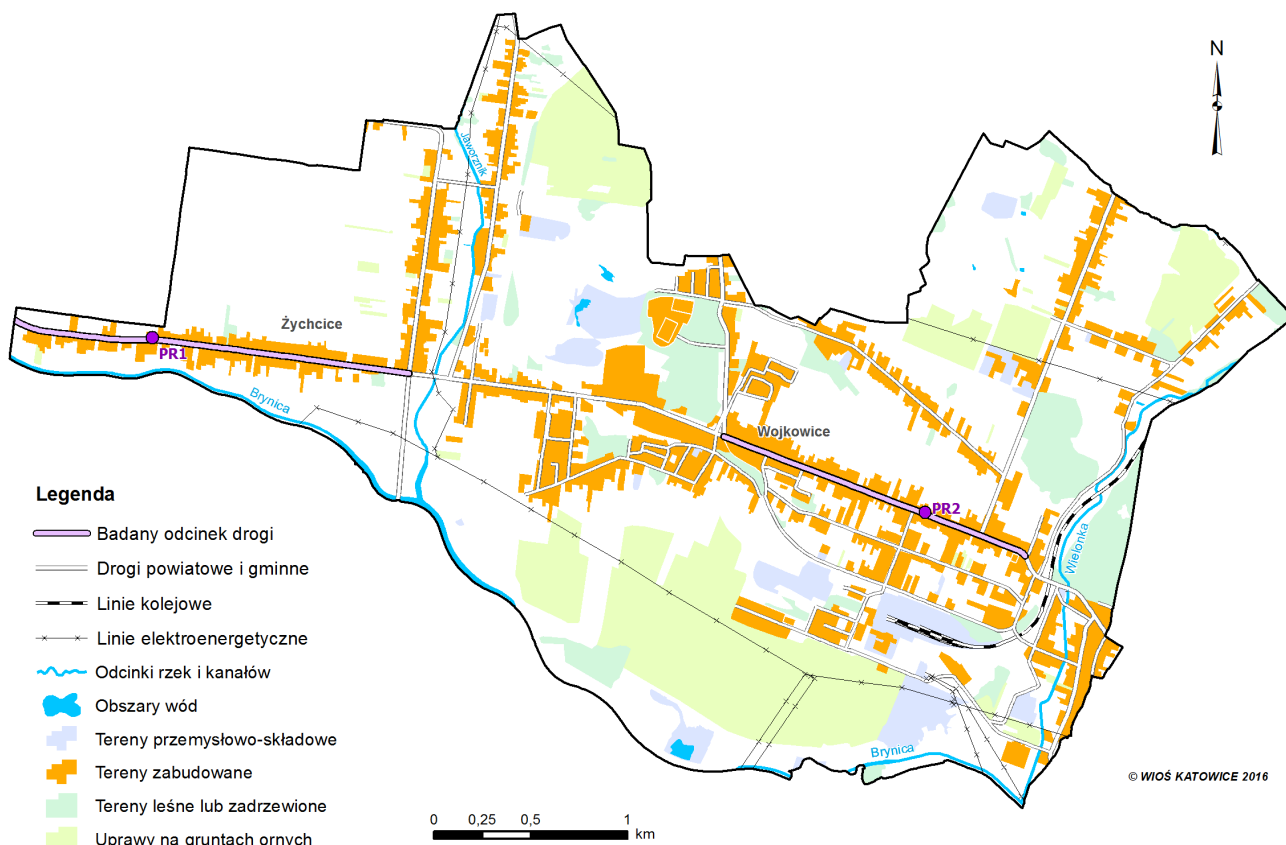 N
Jaworznik
Żychcice
PR1
Brynica
Wojkowice
PR2
Wielonka
Brynica
Legenda
Badany odcinek drogi
Drogi powiatowe i gminne
Linie kolejowe
Linie elektroenergetyczne
Odcinki rzek i kanałów
Obszary wód
Tereny przemysłowo-składowe
Tereny zabudowane
Tereny leśne lub zadrzewione
Uprawy na gruntach ornych
0 0,25 0,5 1
km
© WIOŚ KATOWICE 2016